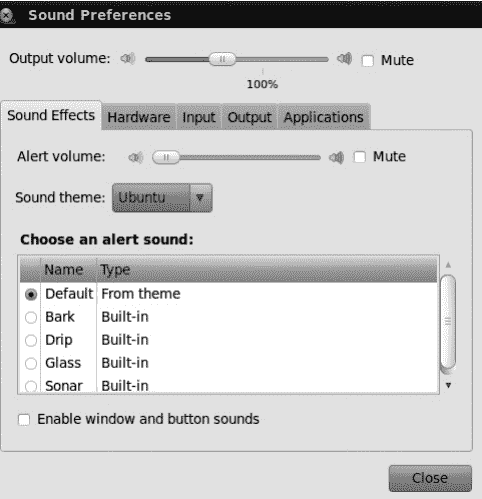 Sound Preferences
Output volume: Mute
100%
Sound Effects Hardware Input Output Applications
Alert volume: Mute
Sound theme: Ubuntu
Choose an alert sound:
Name Type
Default From theme
Bark Built-in
Drip Built-in
Glass Built-in
Sonar Built-in
Enable window and button sounds
Close